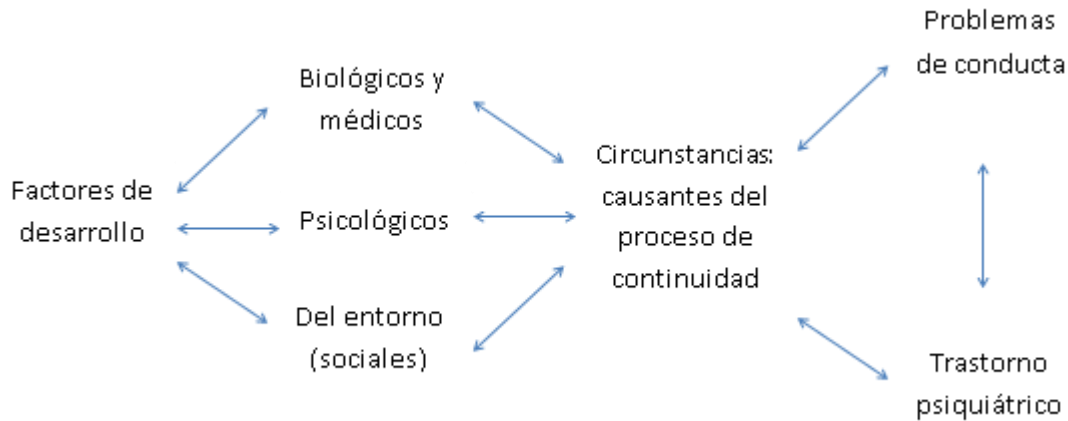 Factores de
desarrollo
Biológicos y
médicos
Psicológicos
Del entorno
(sociales)
Circunstancias:
causantes del
proceso de
continuidad
Problemas
de conducta
Trastorno
psiquiátrico